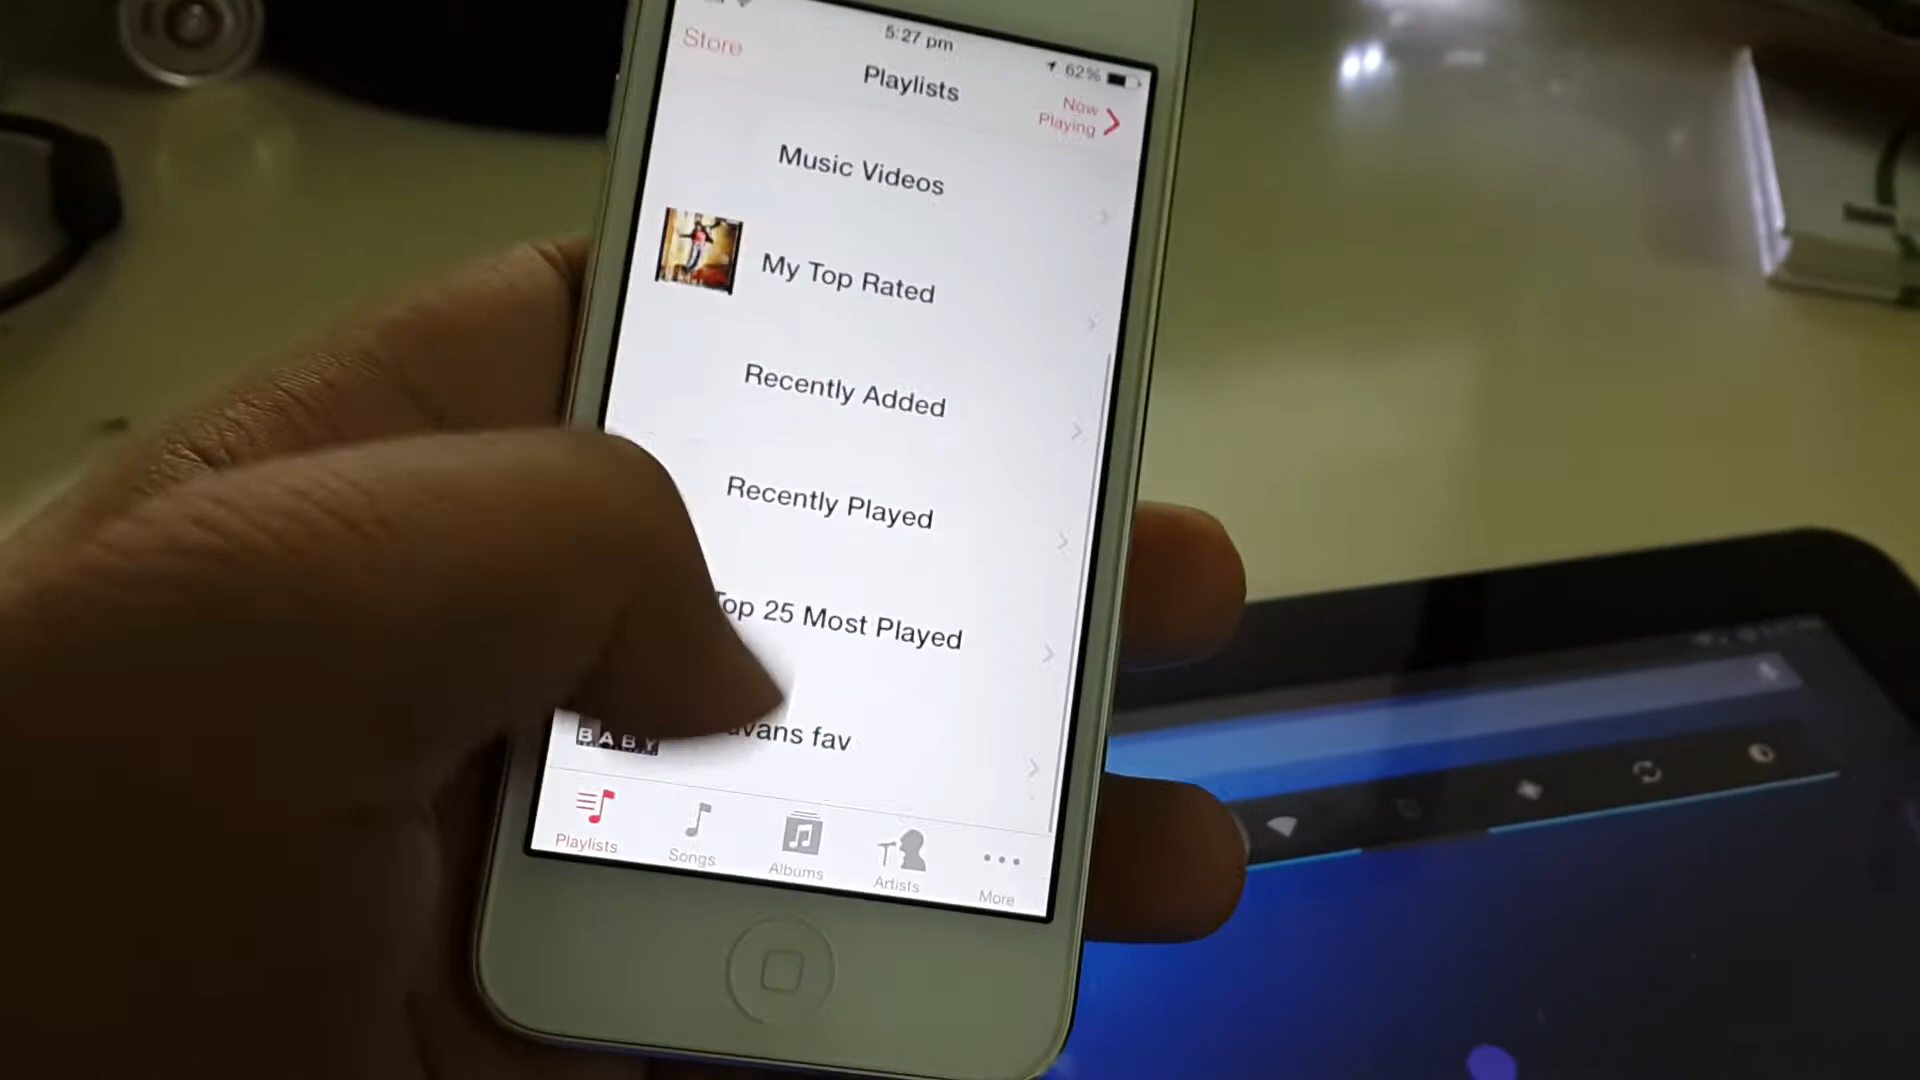 5:27 pm
62%
Store
Playlists
Now
Playing
Music Videos
My Top Rated
Recently Added
Recently Played
Top 25 Most Played
vans fav
BABY
Playlists
Songs
Albums
Artists
More